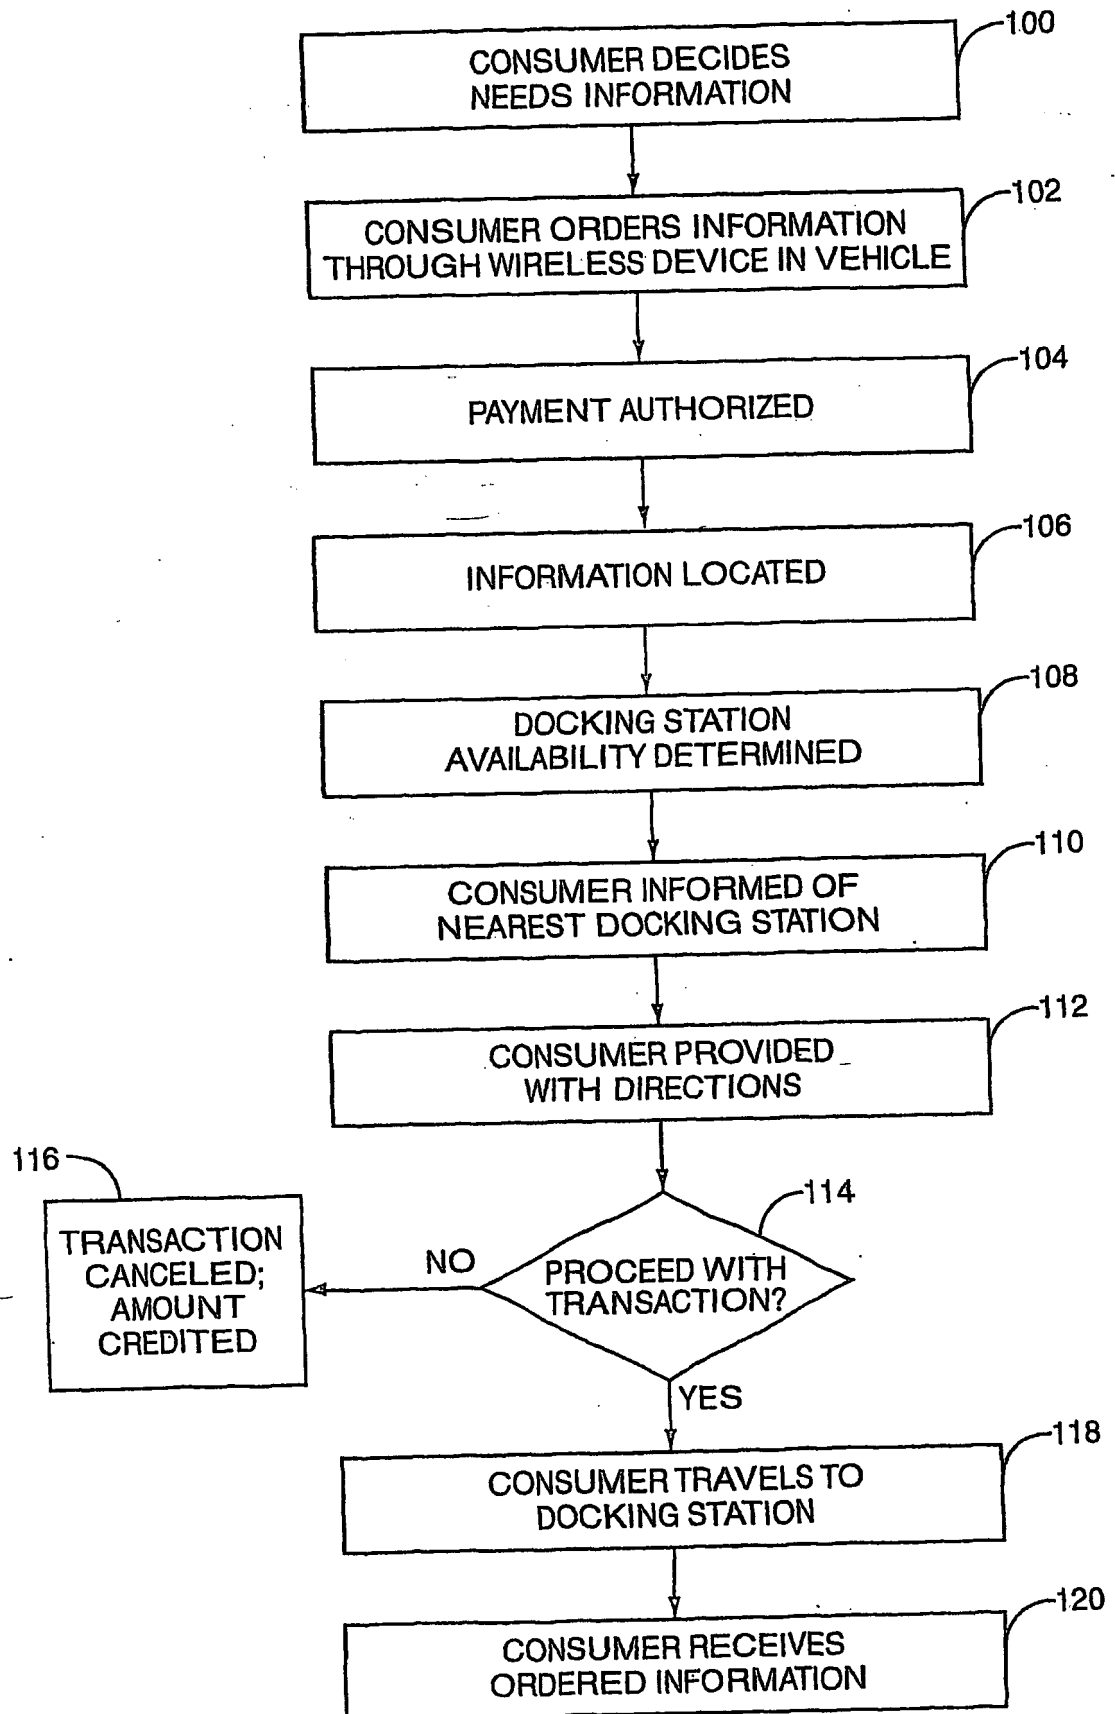 100
CONSUMER DECIDES
NEEDS INFORMATION
102
CONSUMER ORDERS INFORMATION
THROUGH WIRELESS DEVICE IN VEHICLE
104
PAYMENT AUTHORIZED
106
INFORMATION LOCATED
108
DOCKING STATION
AVAILABILITY DETERMINED
110
CONSUMER INFORMED OF
NEAREST DOCKING STATION
112
CONSUMER PROVIDED
WITH DIRECTIONS
116
TRANSACTION
CANCELED;
AMOUNT
CREDITED
NO
114
PROCEED WITH
TRANSACTION?
YES
118
CONSUMER TRAVELS TO
DOCKING STATION
120
CONSUMER RECEIVES
ORDERED INFORMATION